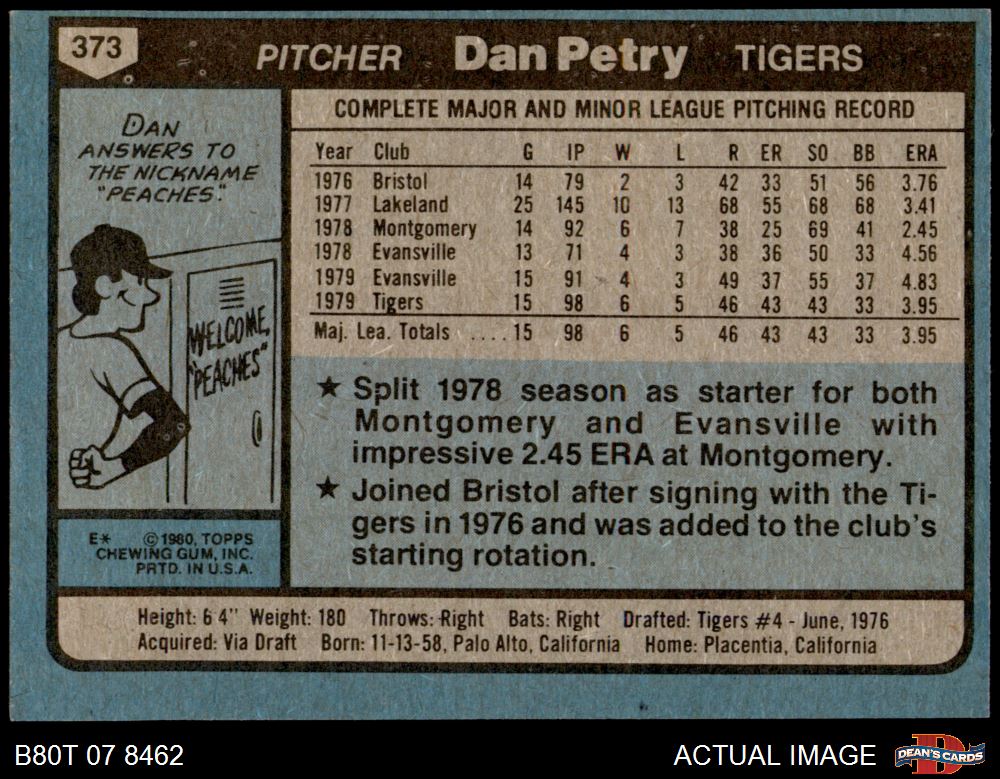 373 PITCHER Dan Petry TIGERS
DAN
ANSWERS TO
THE NICKNAME
"PEACHES."
WELCOME,
"PEACHES"
E* ©1980, TOPPS
CHEWING GUM, INC.
PRTD. IN U.S.A.
COMPLETE MAJOR AND MINOR LEAGUE PITCHING RECORD
Year Club G IP W L R ER SO BB ERA
1976 Bristol 14 79 2 3 42 33 51 56 3.76
1977 Lakeland 25 145 10 13 68 55 68 68 3.41
1978 Montgomery 14 92 6 7 38 25 69 41 2.45
1978 Evansville 13 71 4 3 38 36 50 33 4.56
1979 Evansville 15 91 4 3 49 37 55 37 4.83
1979 Tigers 15 98 6 5 46 43 43 33 3.95
Maj. Lea. Totals .... 15 98 6 5 46 43 43 33 3.95
★ Split 1978 season as starter for both
Montgomery and Evansville with
impressive 2.45 ERA at Montgomery.
★ Joined Bristol after signing with the Ti-
gers in 1976 and was added to the club's
starting rotation.
Height: 6 4" Weight: 180 Throws: Right Bats: Right Drafted: Tigers #4 - June, 1976
Acquired: Via Draft Born: 11-13-58, Palo Alto, California Home: Placentia, California
B80T 07 8462 ACTUAL IMAGE DEAN'S CARDS